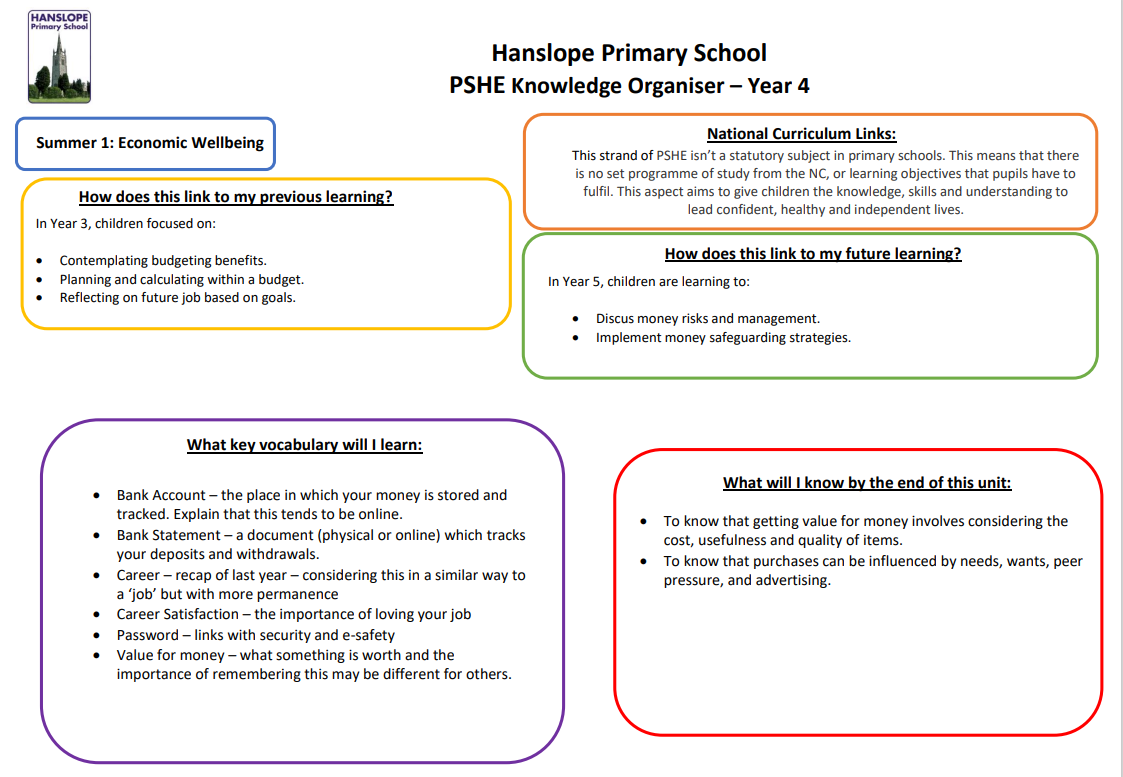 HANSLOPE
Primary School
Hanslope Primary School
PSHE Knowledge Organiser – Year 4
Summer 1: Economic Wellbeing
How does this link to my previous learning?
In Year 3, children focused on:
• Contemplating budgeting benefits.
• Planning and calculating within a budget.
• Reflecting on future job based on goals.
National Curriculum Links:
This strand of PSHE isn’t a statutory subject in primary schools. This means that there
is no set programme of study from the NC, or learning objectives that pupils have to
fulfil. This aspect aims to give children the knowledge, skills and understanding to
lead confident, healthy and independent lives.
How does this link to my future learning?
In Year 5, children are learning to:
• Discus money risks and management.
• Implement money safeguarding strategies.
What key vocabulary will I learn:
• Bank Account – the place in which your money is stored and
tracked. Explain that this tends to be online.
• Bank Statement – a document (physical or online) which tracks
your deposits and withdrawals.
• Career – recap of last year – considering this in a similar way to
a ‘job’ but with more permanence
• Career Satisfaction – the importance of loving your job
• Password – links with security and e-safety
• Value for money – what something is worth and the
importance of remembering this may be different for others.
What will I know by the end of this unit:
• To know that getting value for money involves considering the
cost, usefulness and quality of items.
• To know that purchases can be influenced by needs, wants, peer
pressure, and advertising.